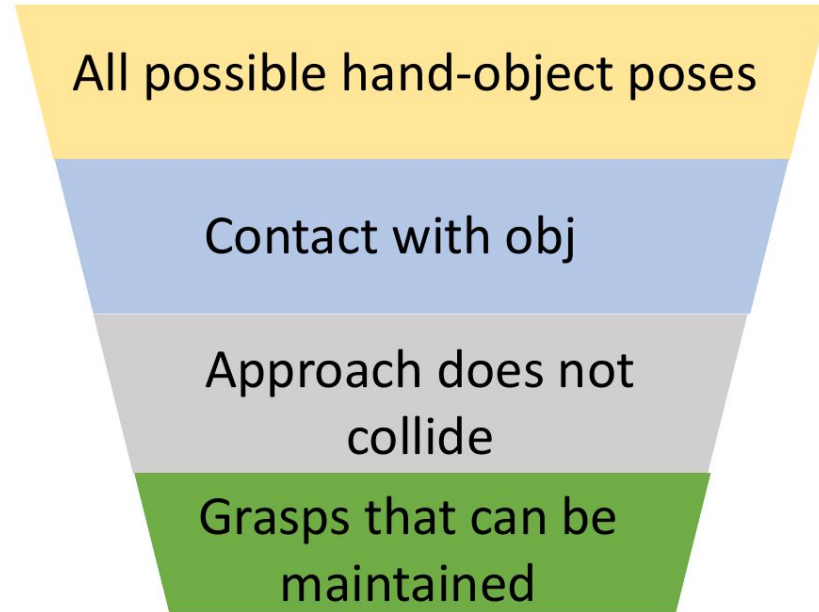 All possible hand-object poses
Contact with obj
Approach does not
collide
Grasps that can be
maintained